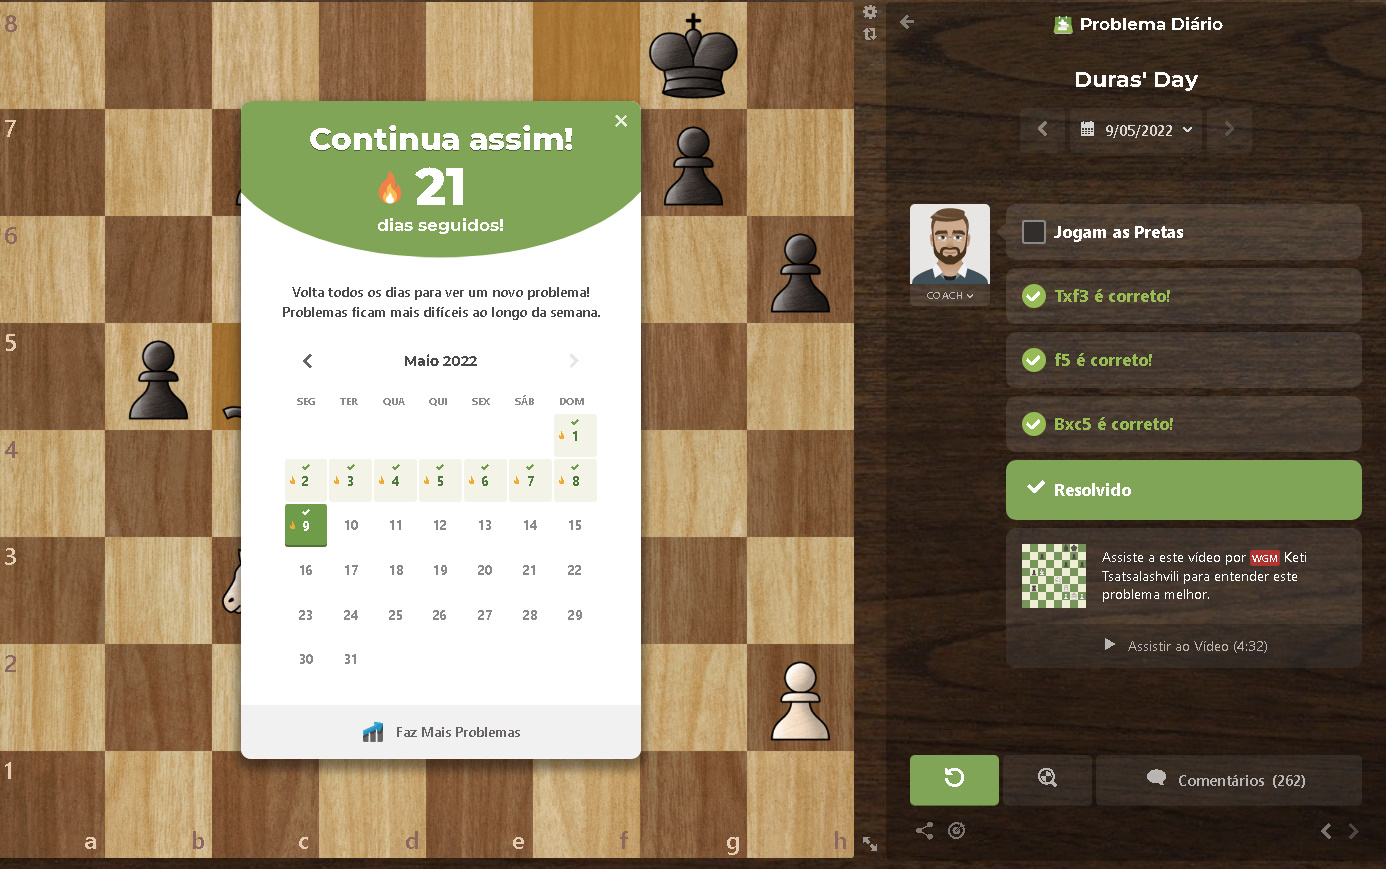 8
7
6
5
4
3
2
1
a
b
c
d
e
f
g
h
Continua assim!
21
dias seguidos!
Volta todos os dias para ver um novo problema!
Problemas ficam mais difíceis ao longo da semana.
Maio 2022
SEG TER QUA QUI SEX SÁB DOM
1
2 3 4 5 6 7 8
9 10 11 12 13 14 15
16 17 18 19 20 21 22
23 24 25 26 27 28 29
30 31
Faz Mais Problemas
Problema Diário
Duras' Day
9/05/2022
COACH
Jogam as Pretas
Txf3 é correto!
f5 é correto!
Bxc5 é correto!
Resolvido
Assiste a este vídeo por WGM Keti
Tsatsalashvili para entender este
problema melhor.
Assistir ao Vídeo (4:32)
Comentários (262)